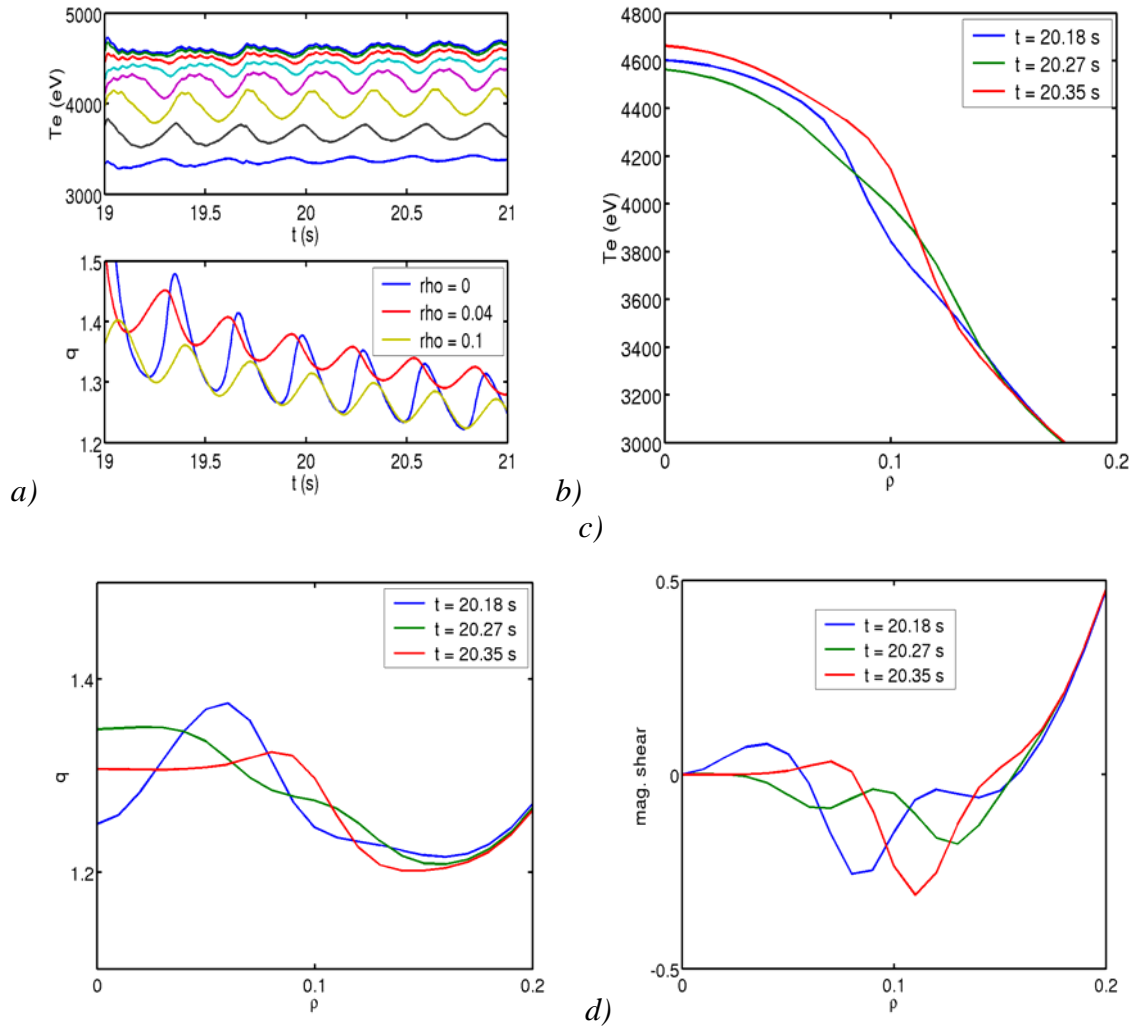 5000
4000
3000
Te (eV)
19 19.5 20 20.5 21
t (s)
1.5
1.4
1.3
1.2
q
rho = 0
rho = 0.04
rho = 0.1
19 19.5 20 20.5 21
t (s)
a)
4800
4600
4400
4200
4000
3800
3600
3400
3200
3000
Te (eV)
t = 20.18 s
t = 20.27 s
t = 20.35 s
0 0.1 0.2
ρ
b)
c)
1.4
1.2
q
t = 20.18 s
t = 20.27 s
t = 20.35 s
0 0.1 0.2
ρ
0.5
0
-0.5
mag. shear
t = 20.18 s
t = 20.27 s
t = 20.35 s
0 0.1 0.2
ρ
d)